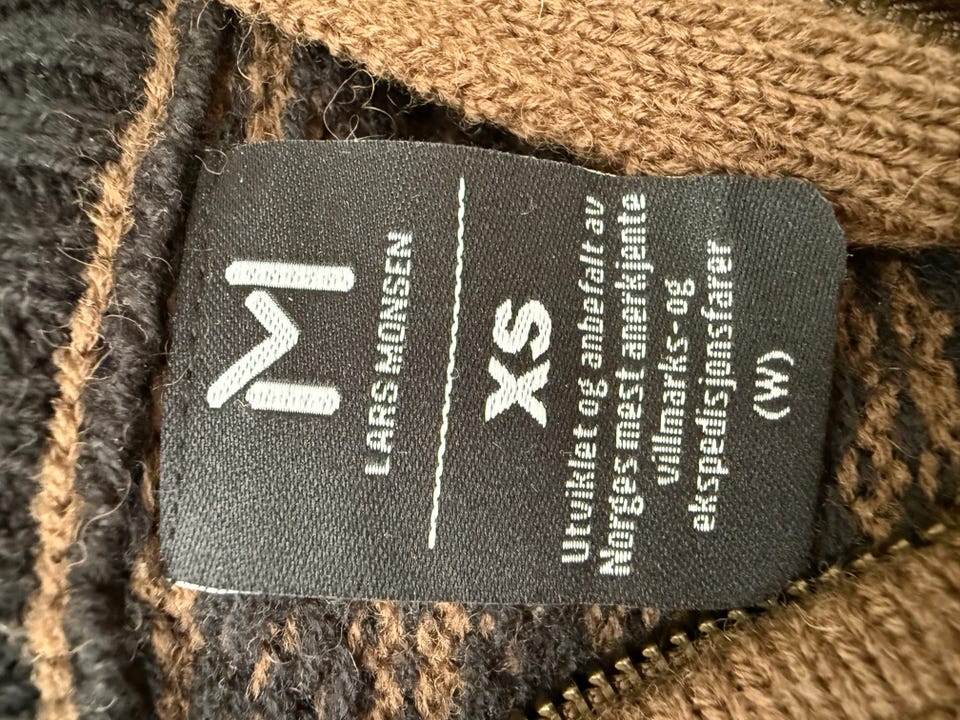 M
LARS MONSEN
XS
Utviklet og anbefalt av
Norges mest anerkjente
villmarks- og
ekspedisjonsfarer
(W)